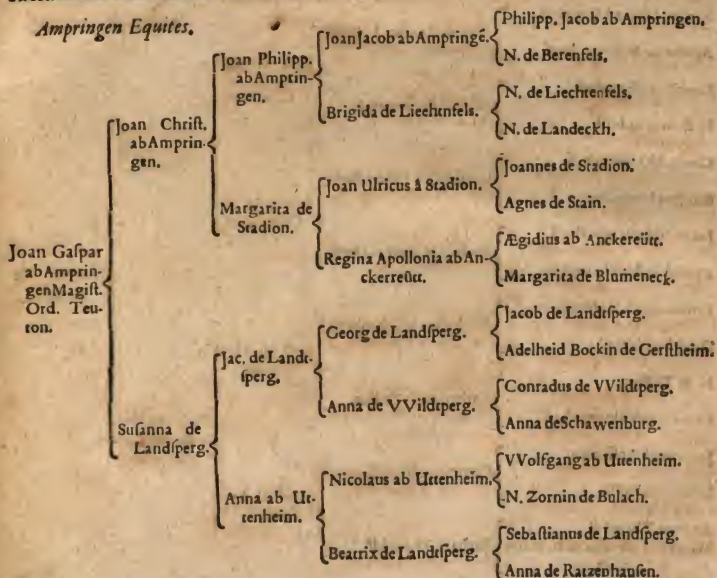 Ampringen Equites.
Joan Gaſpar
ab Amprin-
gen Magiſt.
Ord. Teu-
ton.
Joan Chriſt.
ab Amprin-
gen.
Suſanna de
Landſperg.
Joan Philipp.
ab Amprin-
gen.
Margarita de
Stadion.
Jac. de Landt-
ſperg.
Anna ab Ut-
tenheim.
Joan Jacob ab Ampringē.
Brigida de Liechtenfels.
Joan Ulricus â Stadion.
Regina Apollonia ab An-
ckerreütt.
Georg de Landſperg.
Anna de VVildtperg.
Nicolaus ab Uttenheim.
Beatrix de Landtſperg.
Philipp. Jacob ab Ampringen.
N. de Berenfels.
N. de Liechtenfels.
N. de Landeckh.
Joannes de Stadion.
Agnes de Stain.
Ægidius ab Anckereütt.
Margarita de Blumeneck.
Jacob de Landtſperg.
Adelheid Bockin de Gerſtheim.
Conradus de VVildtperg.
Anna de Schawenburg.
VVolfgang ab Uttenheim.
N. Zornin de Bulach.
Sebaſtianus de Landſperg.
Anna de Ratzenhauſen.